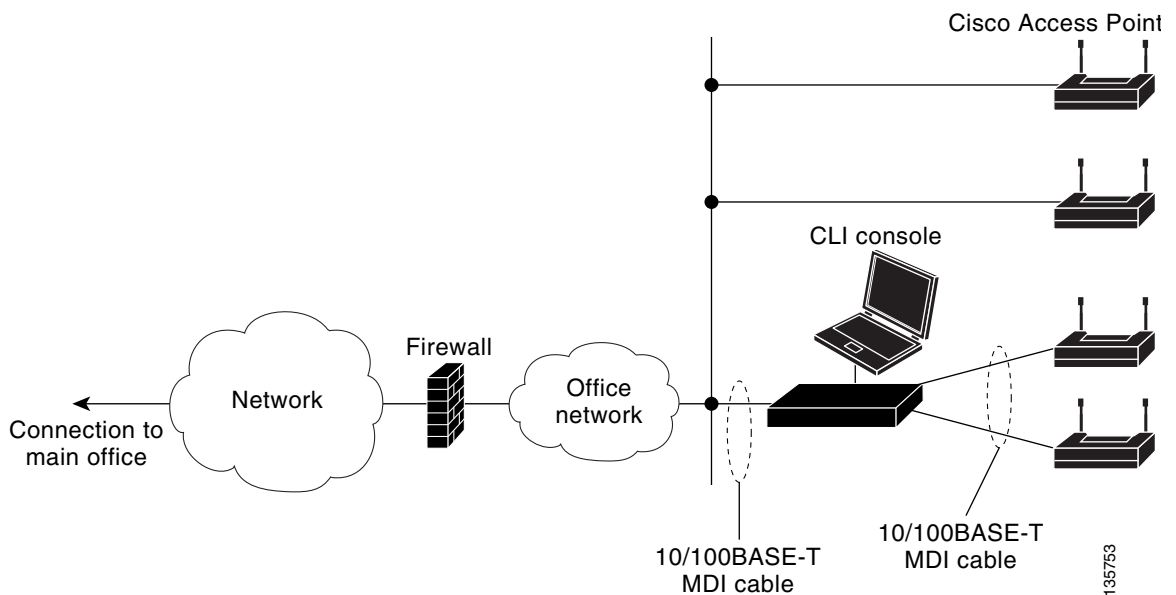 Cisco Access Point
CLI console
Firewall
Network
Office
network
Connection to
main office
10/100BASE-T
MDI cable
10/100BASE-T
MDI cable
135753